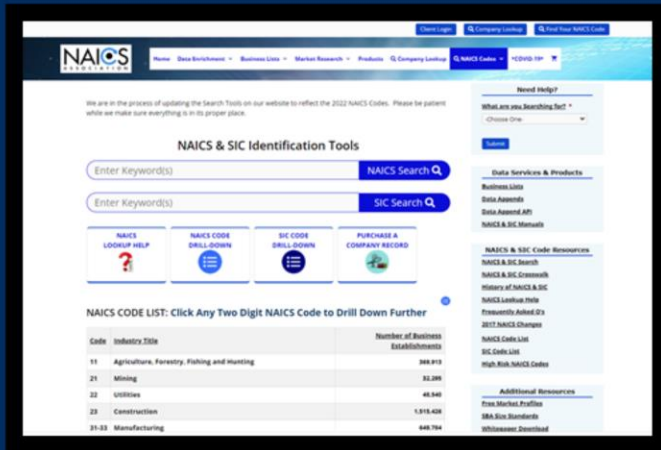 Client Login
Company Lookup
Find Your NAICS Code
NAICS
ASSOCIATION
Home
Data Enrichment
Business Lists
Market Research
Products
Company Lookup
NAICS Codes
*COVID-19*
We are in the process of updating the Search Tools on our website to reflect the 2022 NAICS Codes. Please be patient
while we make sure everything is in its proper place.
NAICS & SIC Identification Tools
Enter Keyword(s)
NAICS Search
Enter Keyword(s)
SIC Search
NAICS
LOOKUP HELP
NAICS CODE
DRILL-DOWN
SIC CODE
DRILL-DOWN
PURCHASE A
COMPANY RECORD
NAICS CODE LIST: Click Any Two Digit NAICS Code to Drill Down Further
Code Industry Title Number of Business
Establishments
11 Agriculture, Forestry, Fishing and Hunting
21 Mining
22 Utilities
23 Construction
31-33 Manufacturing
Need Help?
What are you Searching for? *
Choose One
Submit
Data Services & Products
Business Lists
Data Appends
Data Append API
NAICS & SIC Manuals
NAICS & SIC Code Resources
NAICS & SIC Search
NAICS & SIC Crosswalk
History of NAICS & SIC
NAICS Lookup Help
Frequently Asked Q's
2017 NAICS Changes
NAICS Code List
SIC Code List
High Risk NAICS Codes
Additional Resources
Free Market Profiles
SBA Size Standards
Whitepaper Download